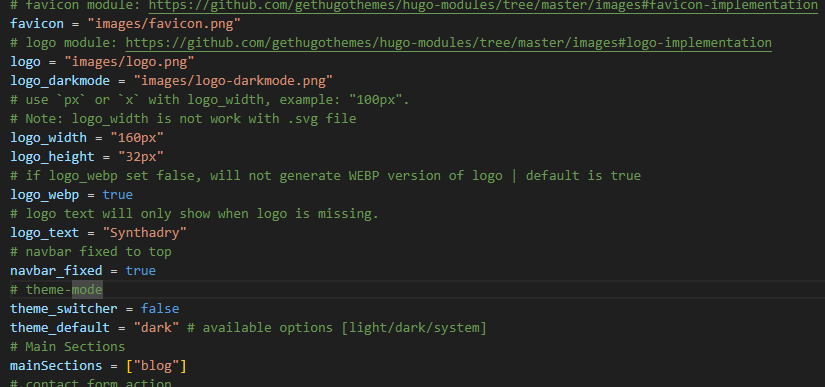 # favicon module: https://github.com/gethugothemes/hugo-modules/tree/master/images#favicon-implementation
favicon = "images/favicon.png"
# logo module: https://github.com/gethugothemes/hugo-modules/tree/master/images#logo-implementation
logo = "images/logo.png"
logo_darkmode = "images/logo-darkmode.png"
# use `px` or `x` with logo_width, example: "100px".
# Note: logo_width is not work with .svg file
logo_width = "160px"
logo_height = "32px"
# if logo_webp set false, will not generate WEBP version of logo | default is true
logo_webp = true
# logo text will only show when logo is missing.
logo_text = "Synthadry"
# navbar fixed to top
navbar_fixed = true
# theme-mode
theme_switcher = false
theme_default = "dark" # available options [light/dark/system]
# Main Sections
mainSections = ["blog"]
# contact form action